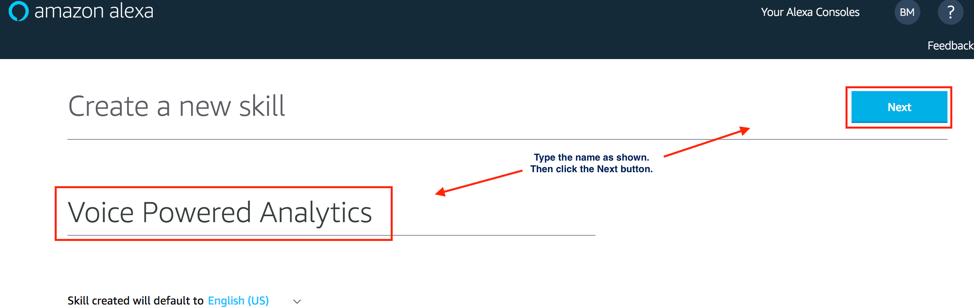 amazon alexa
Your Alexa Consoles
BM
?
Feedback
Create a new skill
Next
Type the name as shown.
Then click the Next button.
Voice Powered Analytics
Skill created will default to English (US)